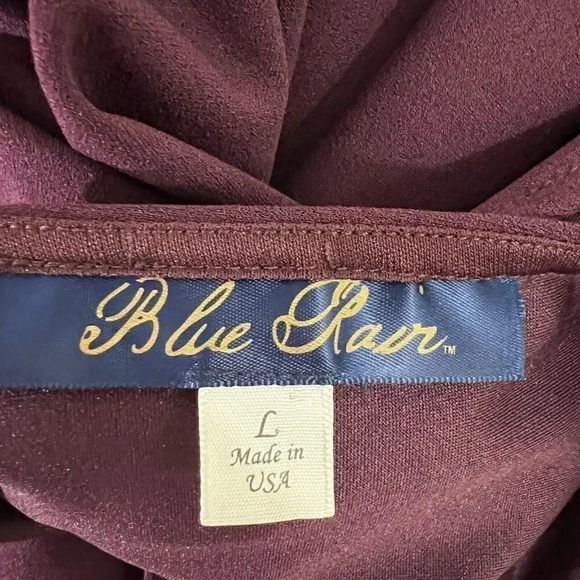 Blue Rain™
L
Made in
USA